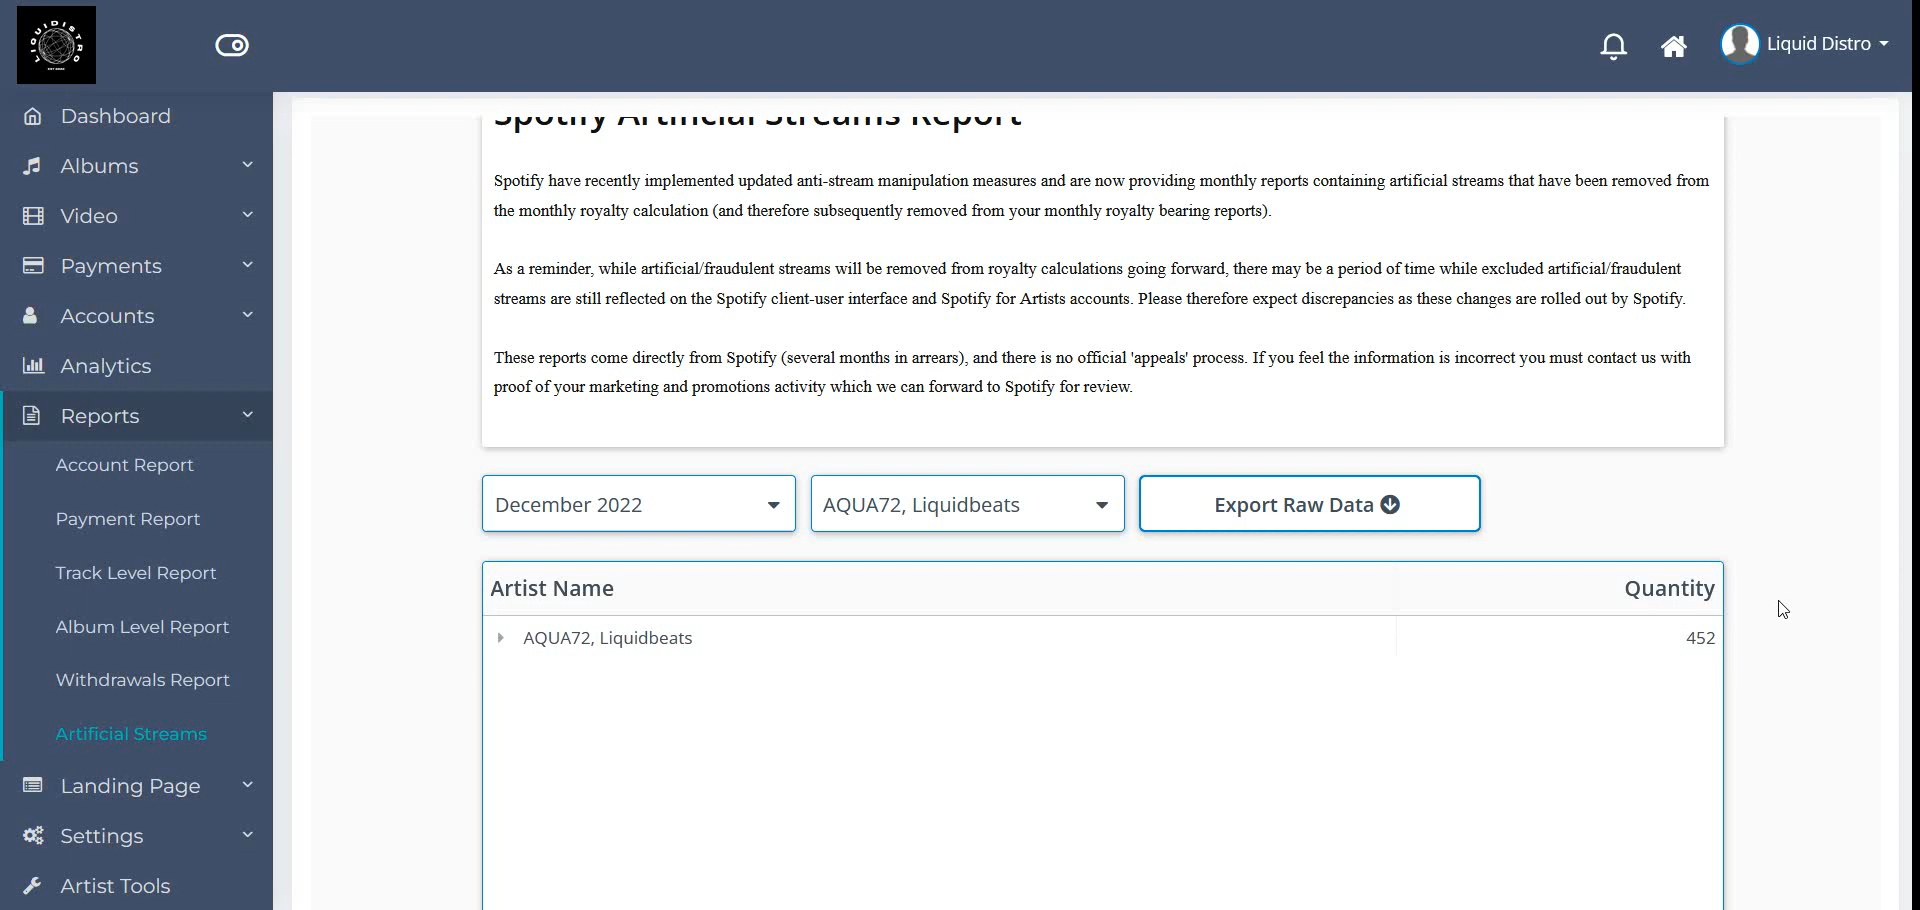 LIQUIDISTRO
Liquid Distro
Dashboard
Albums
Video
Payments
Accounts
Analytics
Reports
Account Report
Payment Report
Track Level Report
Album Level Report
Withdrawals Report
Artificial Streams
Landing Page
Settings
Artist Tools
Spotify Artificial Streams Report
Spotify have recently implemented updated anti-stream manipulation measures and are now providing monthly reports containing artificial streams that have been removed from
the monthly royalty calculation (and therefore subsequently removed from your monthly royalty bearing reports).
As a reminder, while artificial/fraudulent streams will be removed from royalty calculations going forward, there may be a period of time while excluded artificial/fraudulent
streams are still reflected on the Spotify client-user interface and Spotify for Artists accounts. Please therefore expect discrepancies as these changes are rolled out by Spotify.
These reports come directly from Spotify (several months in arrears), and there is no official 'appeals' process. If you feel the information is incorrect you must contact us with
proof of your marketing and promotions activity which we can forward to Spotify for review.
December 2022
AQUA72, Liquidbeats
Export Raw Data
Artist Name Quantity
AQUA72, Liquidbeats 452